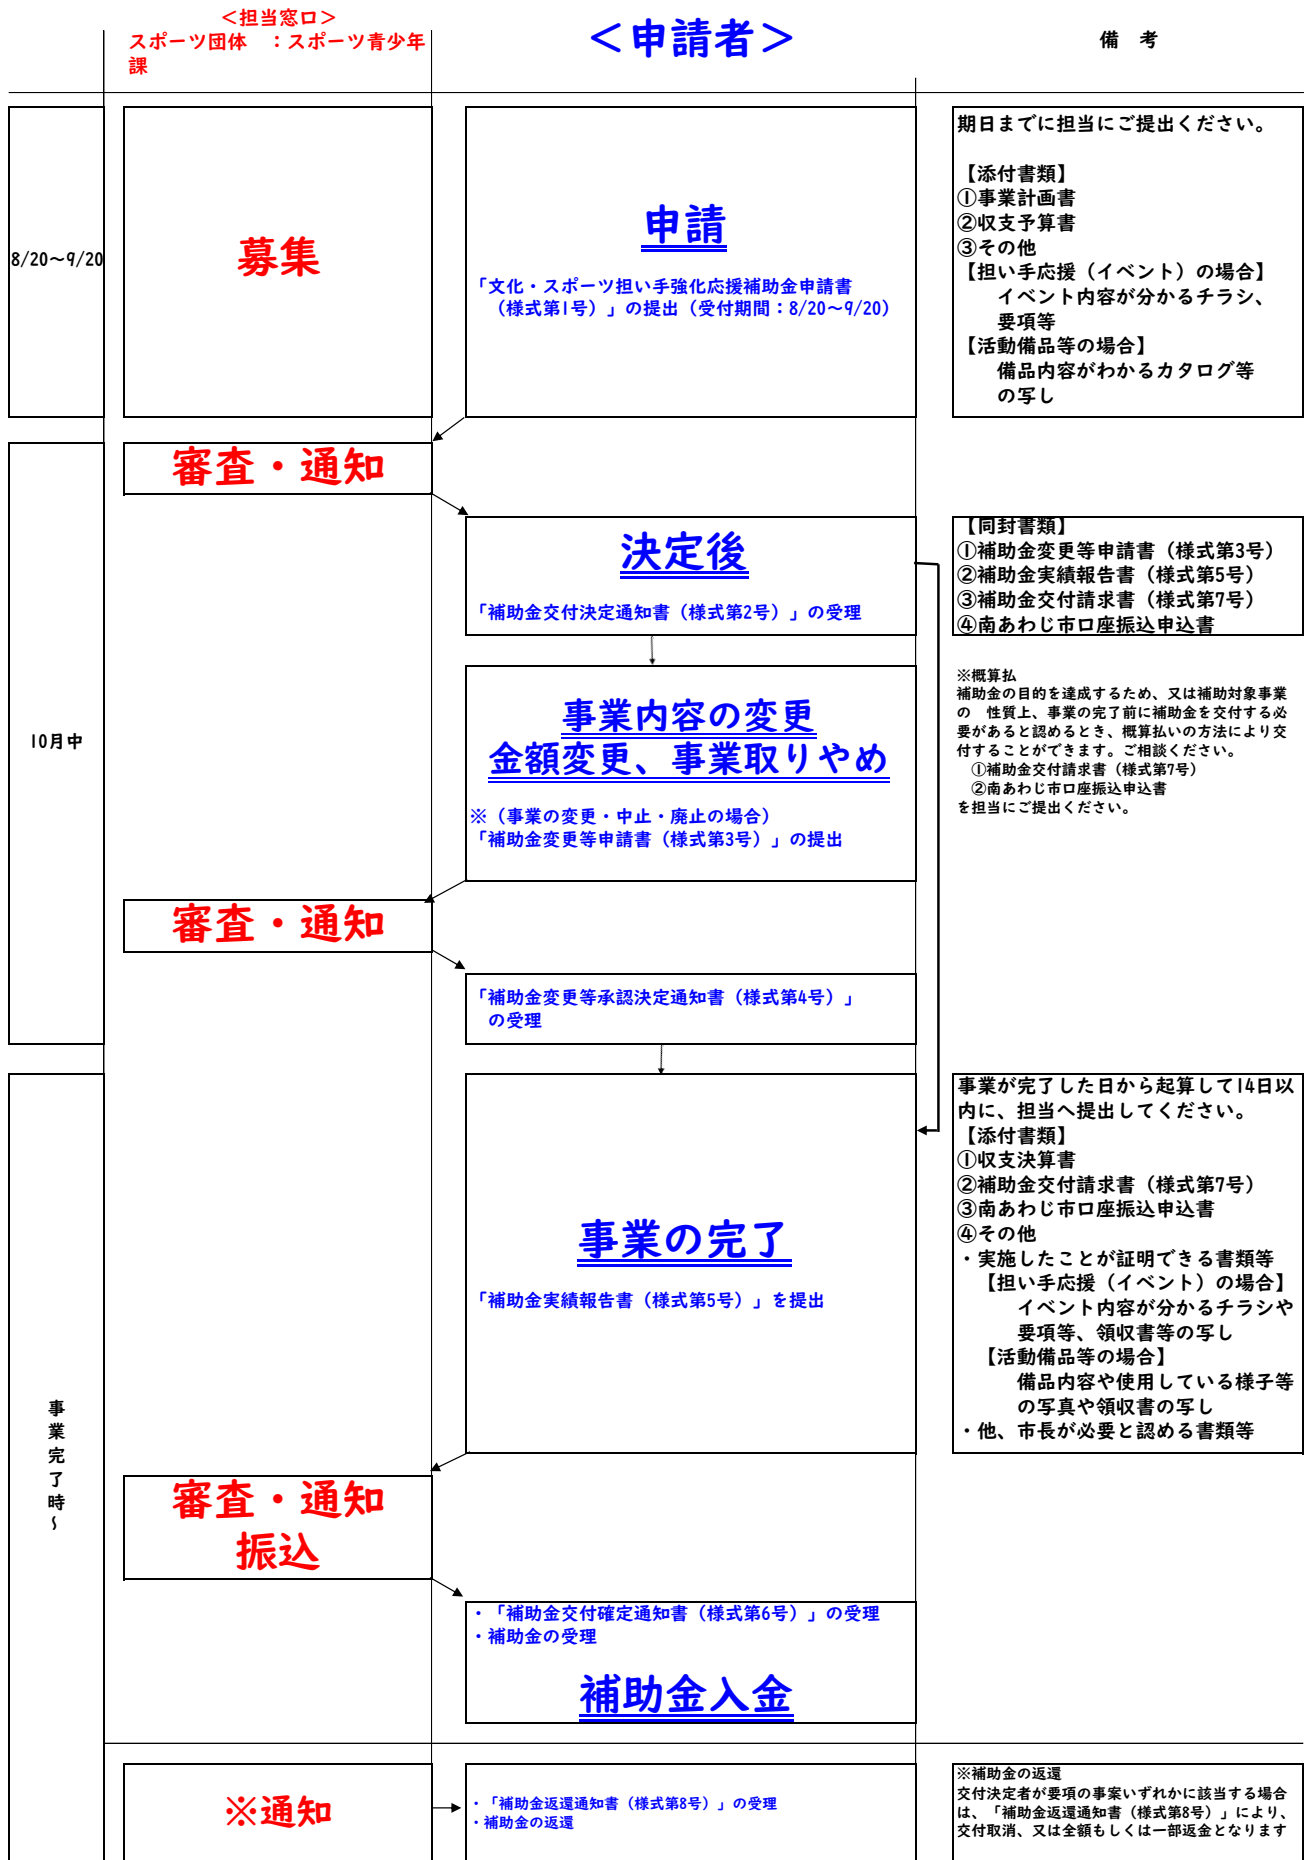 ＜担当窓口＞
スポーツ団体　：スポーツ青少年
課
＜申請者＞
備　考
8/20～9/20
募集
申請
「文化・スポーツ担い手強化応援補助金申請書
（様式第1号）」の提出（受付期間：8/20～9/20）
期日までに担当にご提出ください。
【添付書類】
①事業計画書
②収支予算書
③その他
【担い手応援（イベント）の場合】
イベント内容が分かるチラシ、
要項等
【活動備品等の場合】
備品内容がわかるカタログ等
の写し
10月中
審査・通知
決定後
「補助金交付決定通知書（様式第2号）」の受理
【同封書類】
①補助金変更等申請書（様式第3号）
②補助金実績報告書（様式第5号）
③補助金交付請求書（様式第7号）
④南あわじ市口座振込申込書
事業内容の変更
金額変更、事業取りやめ
※（事業の変更・中止・廃止の場合）
「補助金変更等申請書（様式第3号）」の提出
※概算払
補助金の目的を達成するため、又は補助対象事業
の　性質上、事業の完了前に補助金を交付する必
要があると認めるとき、概算払いの方法により交
付することができます。ご相談ください。
①補助金交付請求書（様式第7号）
②南あわじ市口座振込申込書
を担当にご提出ください。
審査・通知
「補助金変更等承認決定通知書（様式第4号）」
の受理
事業完了時～
事業の完了
「補助金実績報告書（様式第5号）」を提出
事業が完了した日から起算して14日以
内に、担当へ提出してください。
【添付書類】
①収支決算書
②補助金交付請求書（様式第7号）
③南あわじ市口座振込申込書
④その他
・実施したことが証明できる書類等
【担い手応援（イベント）の場合】
イベント内容が分かるチラシや
要項等、領収書等の写し
【活動備品等の場合】
備品内容や使用している様子等
の写真や領収書の写し
・他、市長が必要と認める書類等
審査・通知
振込
・「補助金交付確定通知書（様式第6号）」の受理
・補助金の受理
補助金入金
※通知
・「補助金返還通知書（様式第8号）」の受理
・補助金の返還
※補助金の返還
交付決定者が要項の事案いずれかに該当する場合
は、「補助金返還通知書（様式第8号）」により、
交付取消、又は全額もしくは一部返金となります